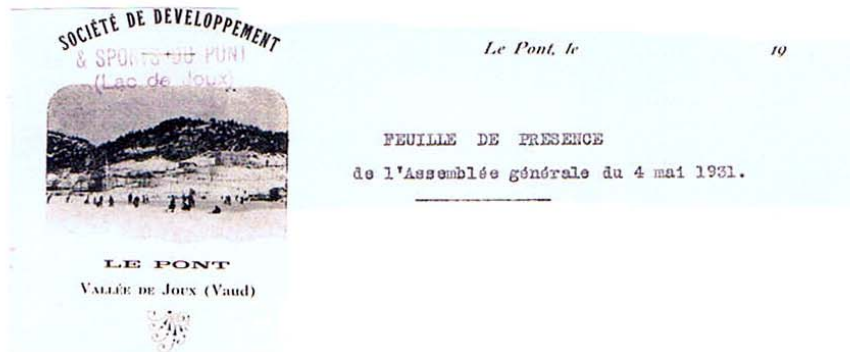 SOCIÉTÉ DE DEVELOPPEMENT
& SPORTS DU PONT
(Lac de Joux)
LE PONT
VALLÉE DE JOUX (Vaud)
Le Pont, le 19
FEUILLE DE PRESENCE
de l'Assemblée générale du 4 mai 1931.